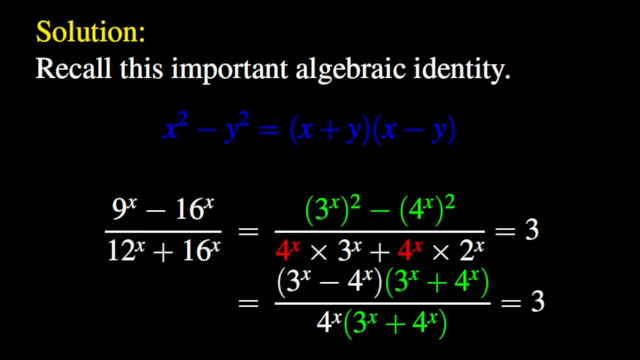 Solution:
Recall this important algebraic identity.
x² − y² = (x + y)(x − y)
(9ˣ − 16ˣ)/(12ˣ + 16ˣ) = ((3ˣ)² − (4ˣ)²)/(4ˣ × 3ˣ + 4ˣ × 2ˣ) = 3
= ((3ˣ − 4ˣ)(3ˣ + 4ˣ))/(4ˣ(3ˣ + 4ˣ)) = 3